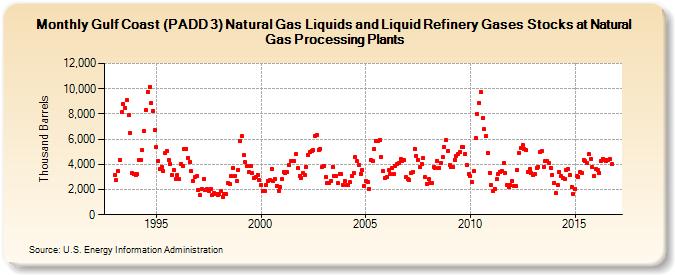 Monthly Gulf Coast (PADD 3) Natural Gas Liquids and Liquid Refinery Gases Stocks at Natural
Gas Processing Plants
Thousand Barrels
12,000
10,000
8,000
6,000
4,000
2,000
0
1995 2000 2005 2010 2015
Source: U.S. Energy Information Administration